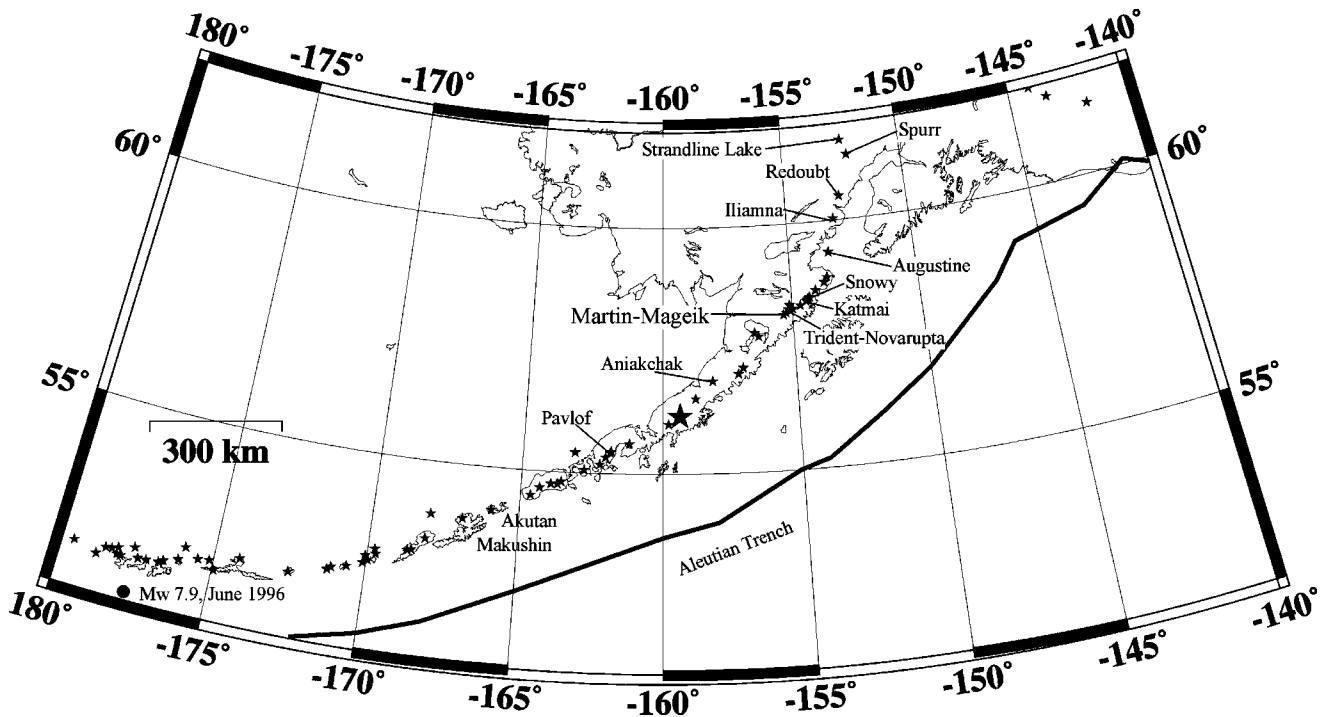 180°
-175°
-170°
-165°
-160°
-155°
-150°
-145°
-140°
60°
60°
Spurr
Strandline Lake
Redoubt
Iliamna
Augustine
Snowy
Katmai
Martin-Mageik
Trident-Novarupta
Aniakchak
55°
55°
Pavlof
300 km
Akutan
Makushin
Aleutian Trench
Mw 7.9, June 1996
180°
-175°
-170°
-165°
-160°
-155°
-150°
-145°
-140°